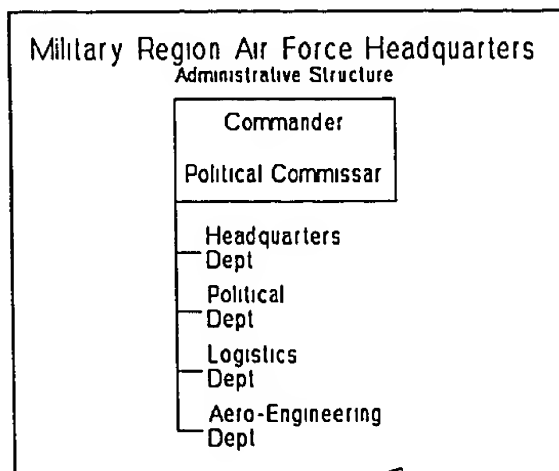 Military Region Air Force Headquarters
Administrative Structure
Commander
Political Commissar
Headquarters
Dept
Political
Dept
Logistics
Dept
Aero-Engineering
Dept